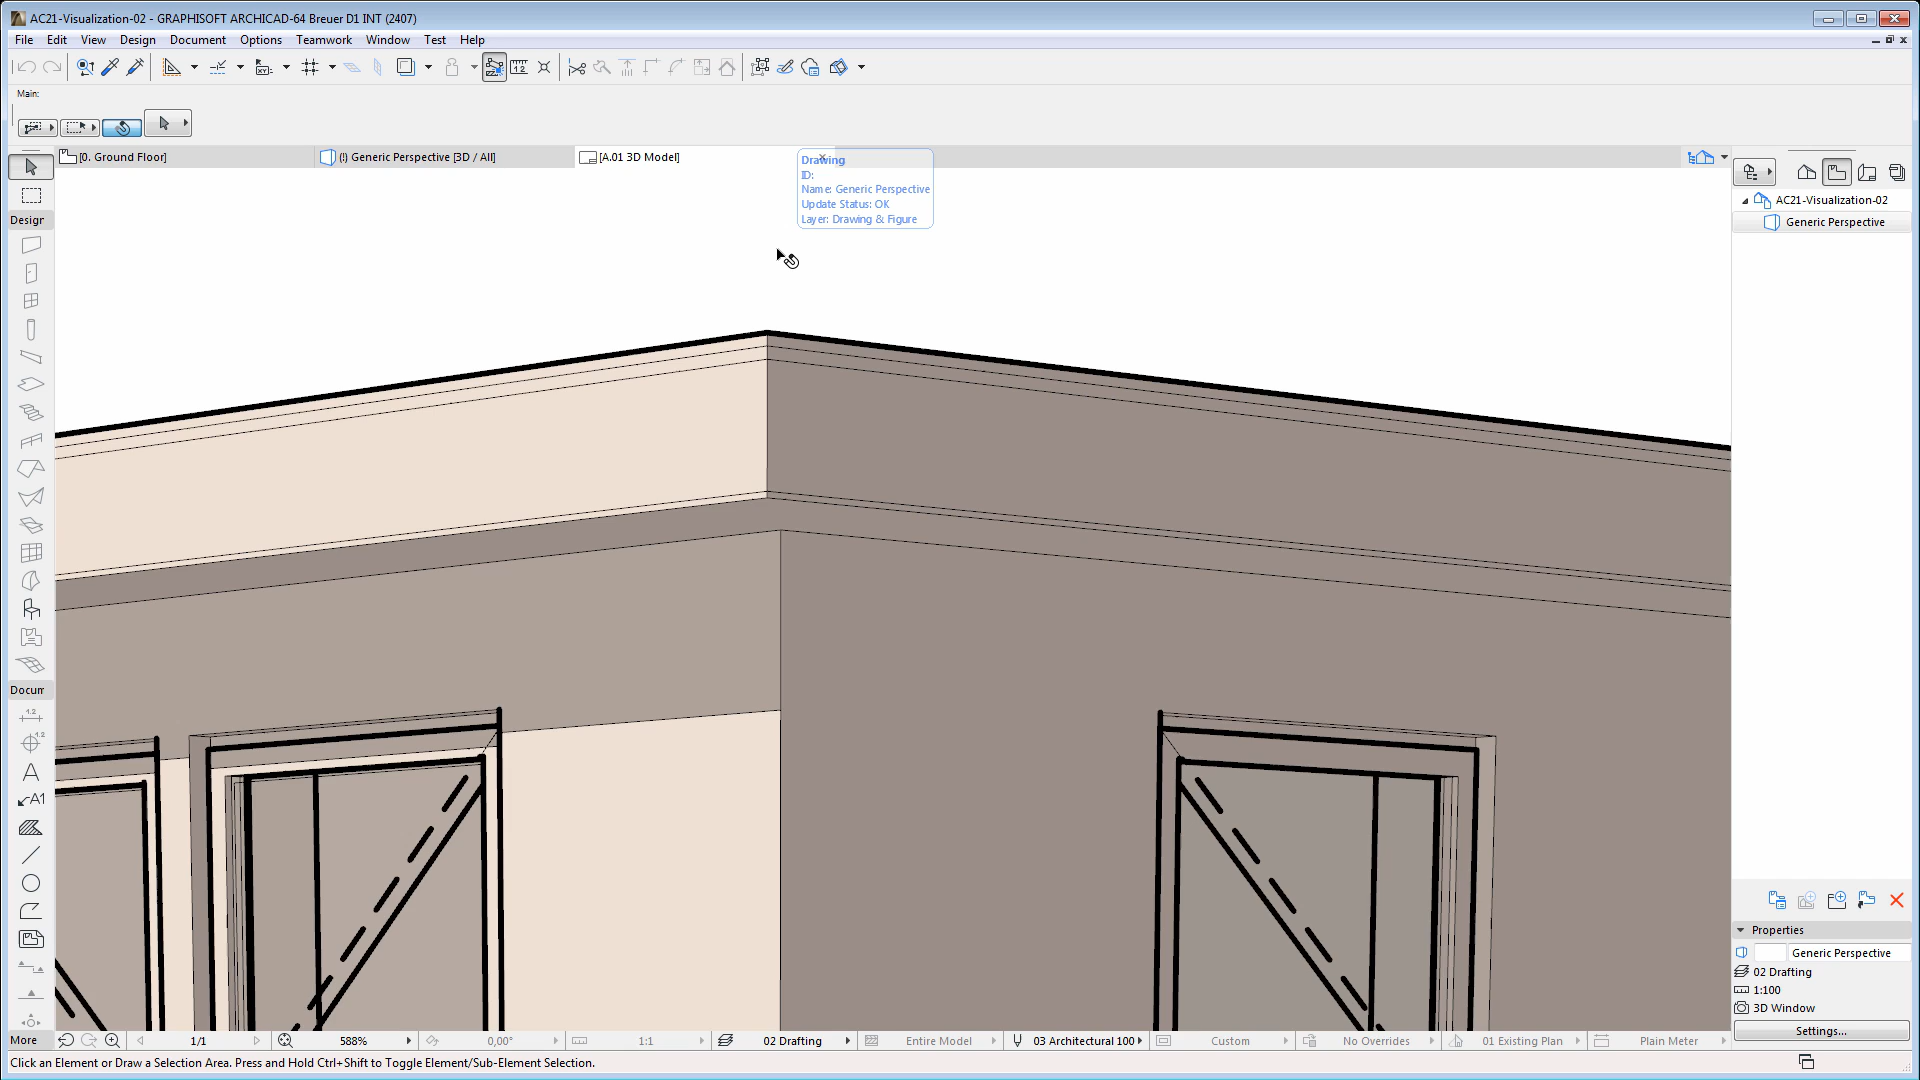 AC21-Visualization-02 - GRAPHISOFT ARCHICAD-64 Breuer D1 INT (2407)
File Edit View Design Document Options Teamwork Window Test Help
Main:
[0. Ground Floor]
(!) Generic Perspective [3D / All]
[A.01 3D Model]
Drawing
ID:
Name: Generic Perspective
Update Status: OK
Layer: Drawing & Figure
AC21-Visualization-02
Generic Perspective
Design
Docum
1.2
1.2
A
A1
More
Properties
Generic Perspective
02 Drafting
1:100
3D Window
Settings...
1/1
588%
0,00°
1:1
02 Drafting
Entire Model
03 Architectural 100
Custom
No Overrides
01 Existing Plan
Plain Meter
Click an Element or Draw a Selection Area. Press and Hold Ctrl+Shift to Toggle Element/Sub-Element Selection.